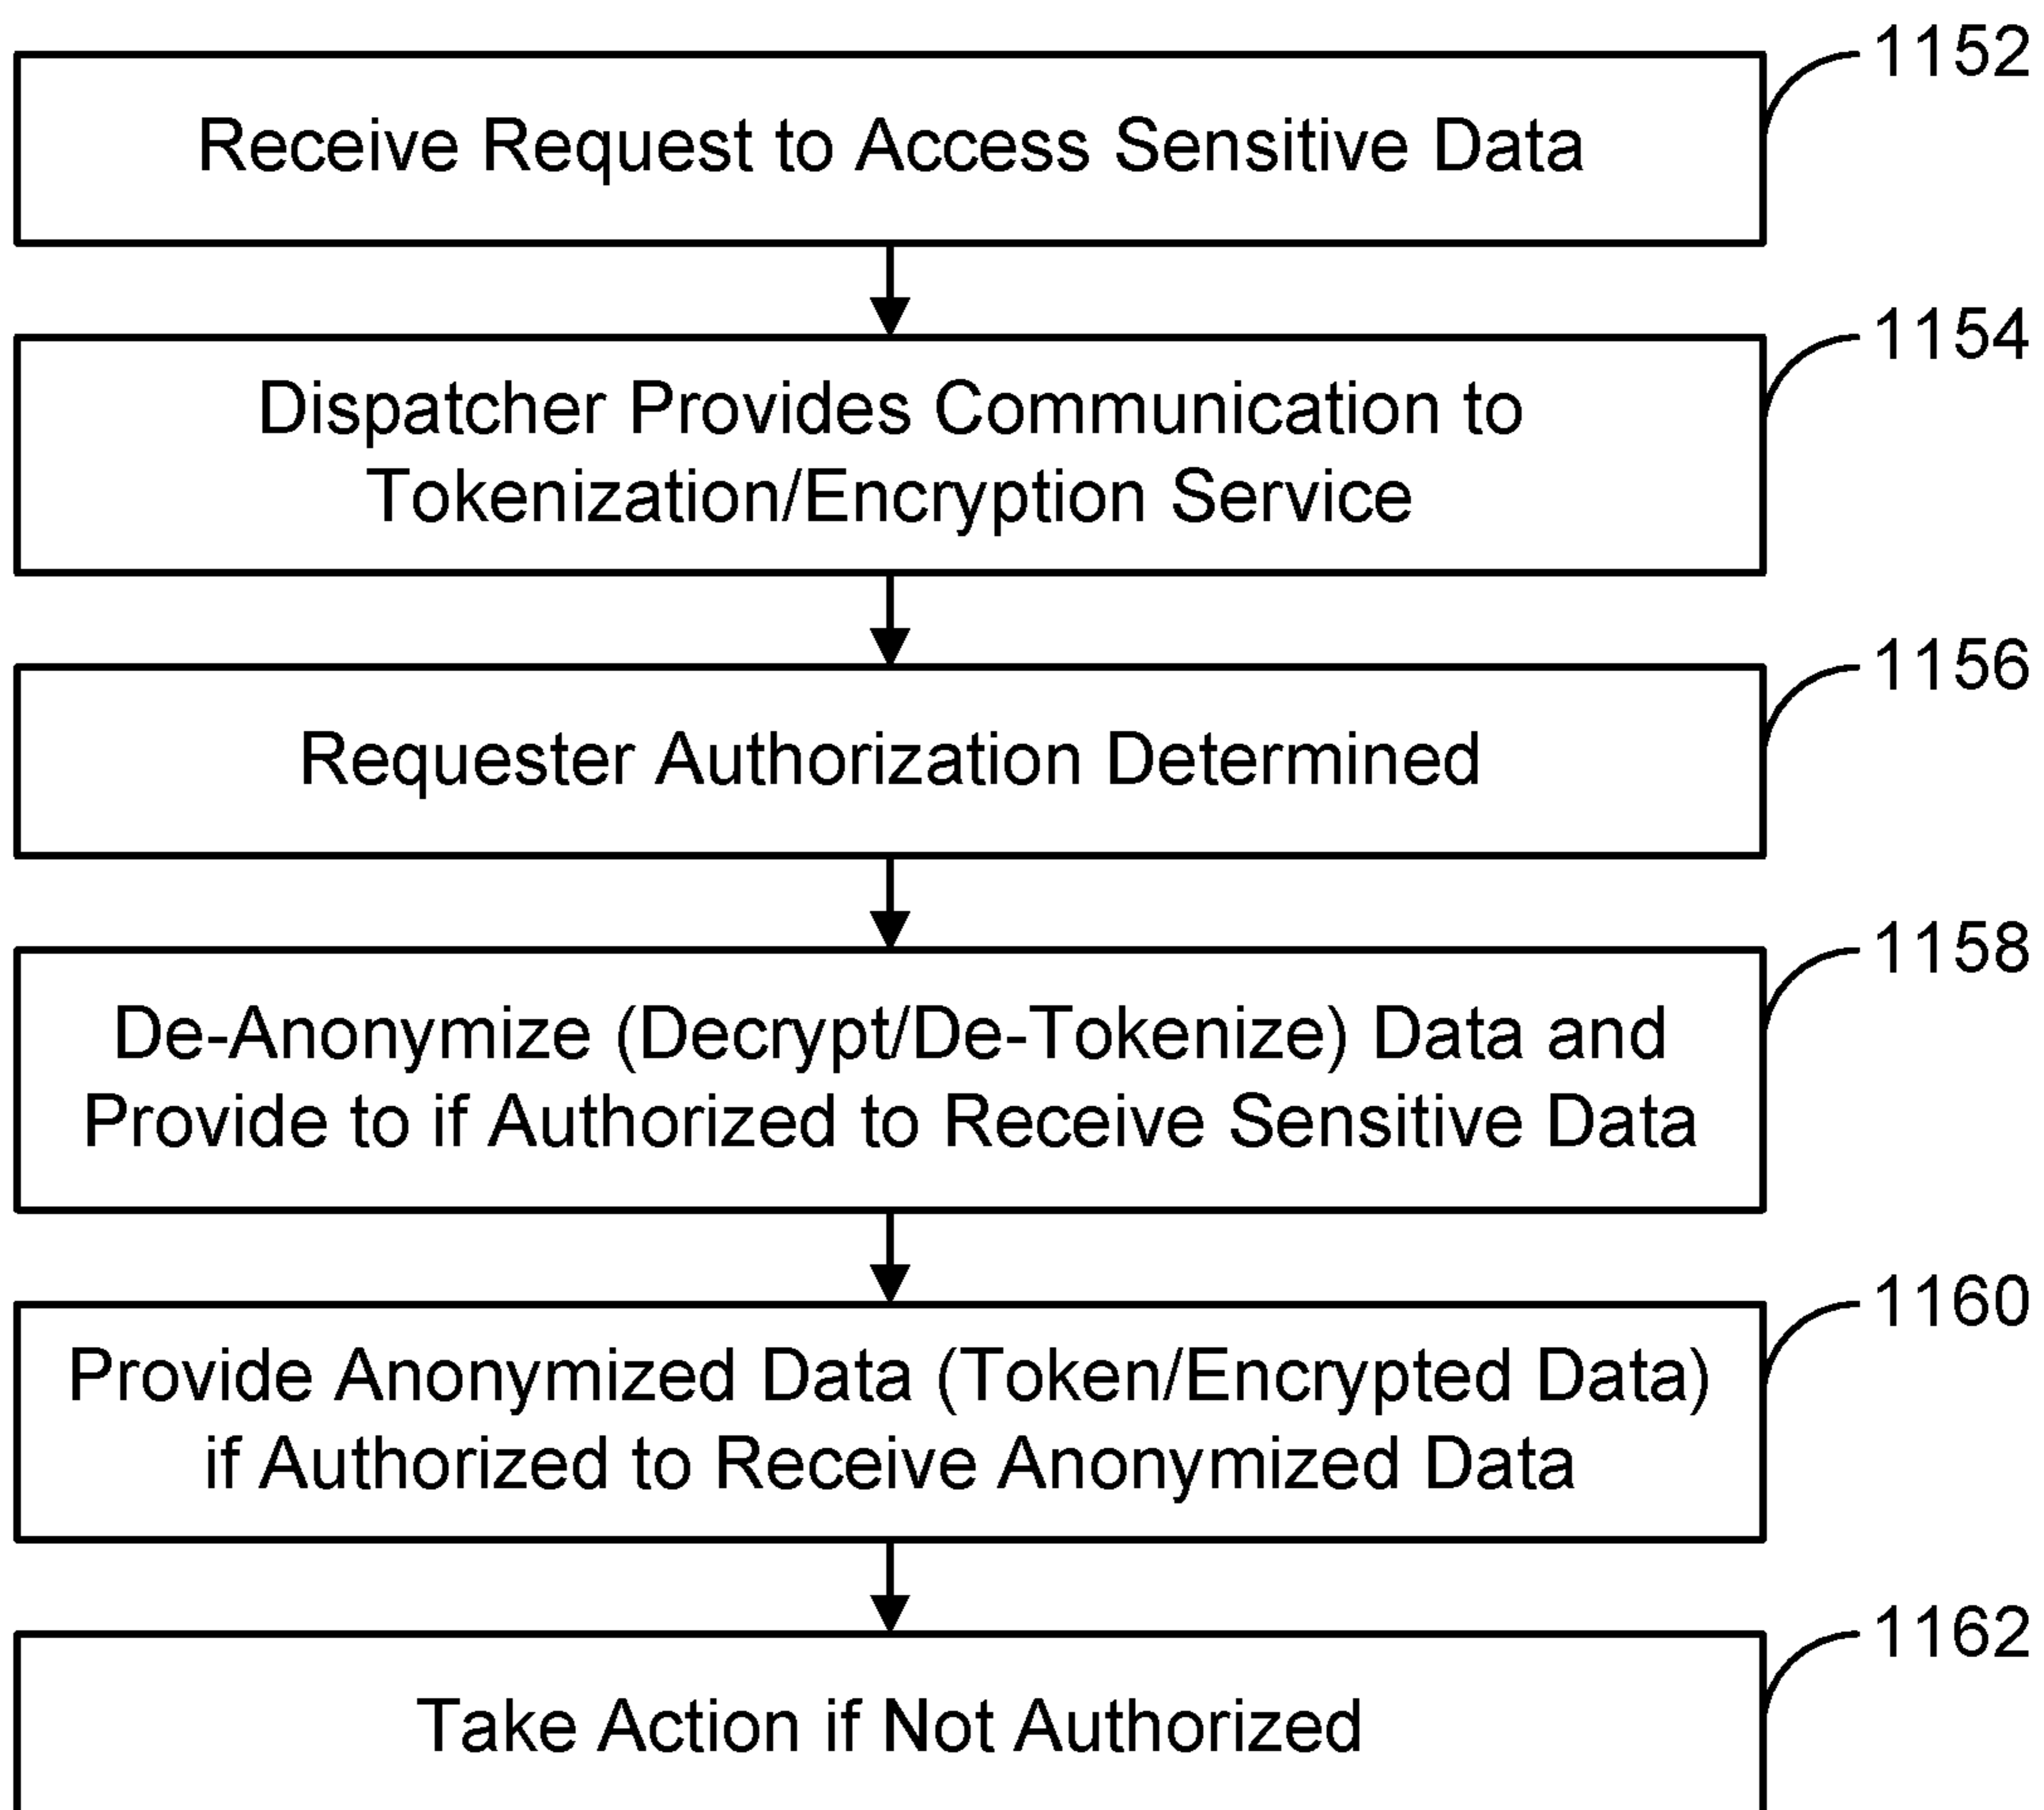 1152
Receive Request to Access Sensitive Data
1154
Dispatcher Provides Communication to
Tokenization/Encryption Service
1156
Requester Authorization Determined
1158
De-Anonymize (Decrypt/De-Tokenize) Data and
Provide to if Authorized to Receive Sensitive Data
1160
Provide Anonymized Data (Token/Encrypted Data)
if Authorized to Receive Anonymized Data
1162
Take Action if Not Authorized